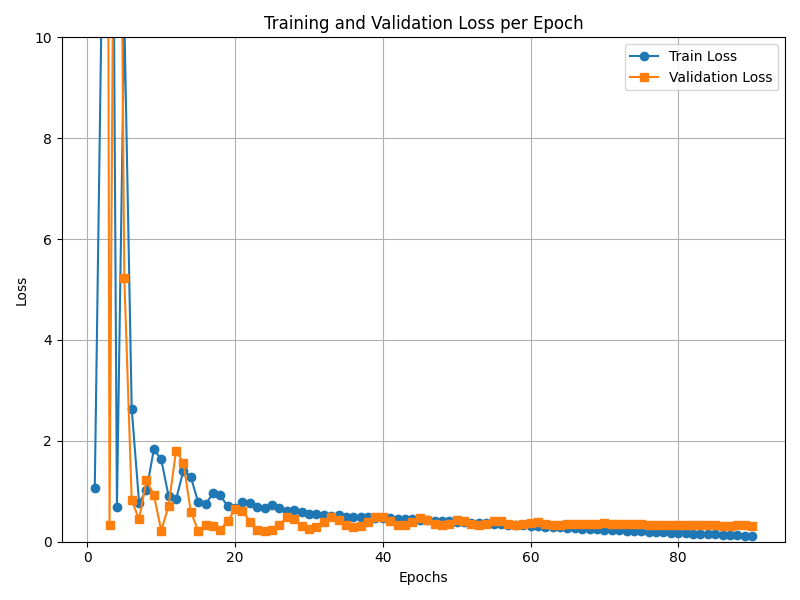 Training and Validation Loss per Epoch
Train Loss
Validation Loss
Loss
10
8
6
4
2
0
0 20 40 60 80
Epochs